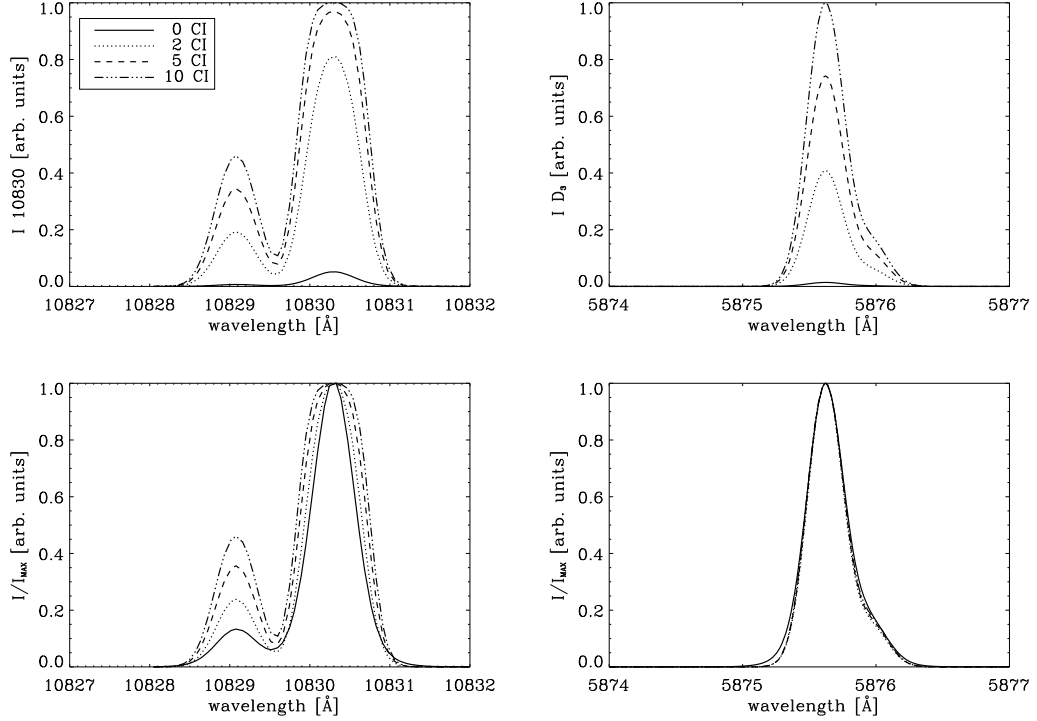 I 10830 [arb. units]
1.0
0.8
0.6
0.4
0.2
0.0
0 CI
2 CI
5 CI
10 CI
10827 10828 10829 10830 10831 10832
wavelength [Å]
I D₃ [arb. units]
1.0
0.8
0.6
0.4
0.2
0.0
5874 5875 5876 5877
wavelength [Å]
I/I_MAX [arb. units]
1.0
0.8
0.6
0.4
0.2
0.0
10827 10828 10829 10830 10831 10832
wavelength [Å]
I/I_MAX [arb. units]
1.0
0.8
0.6
0.4
0.2
0.0
5874 5875 5876 5877
wavelength [Å]